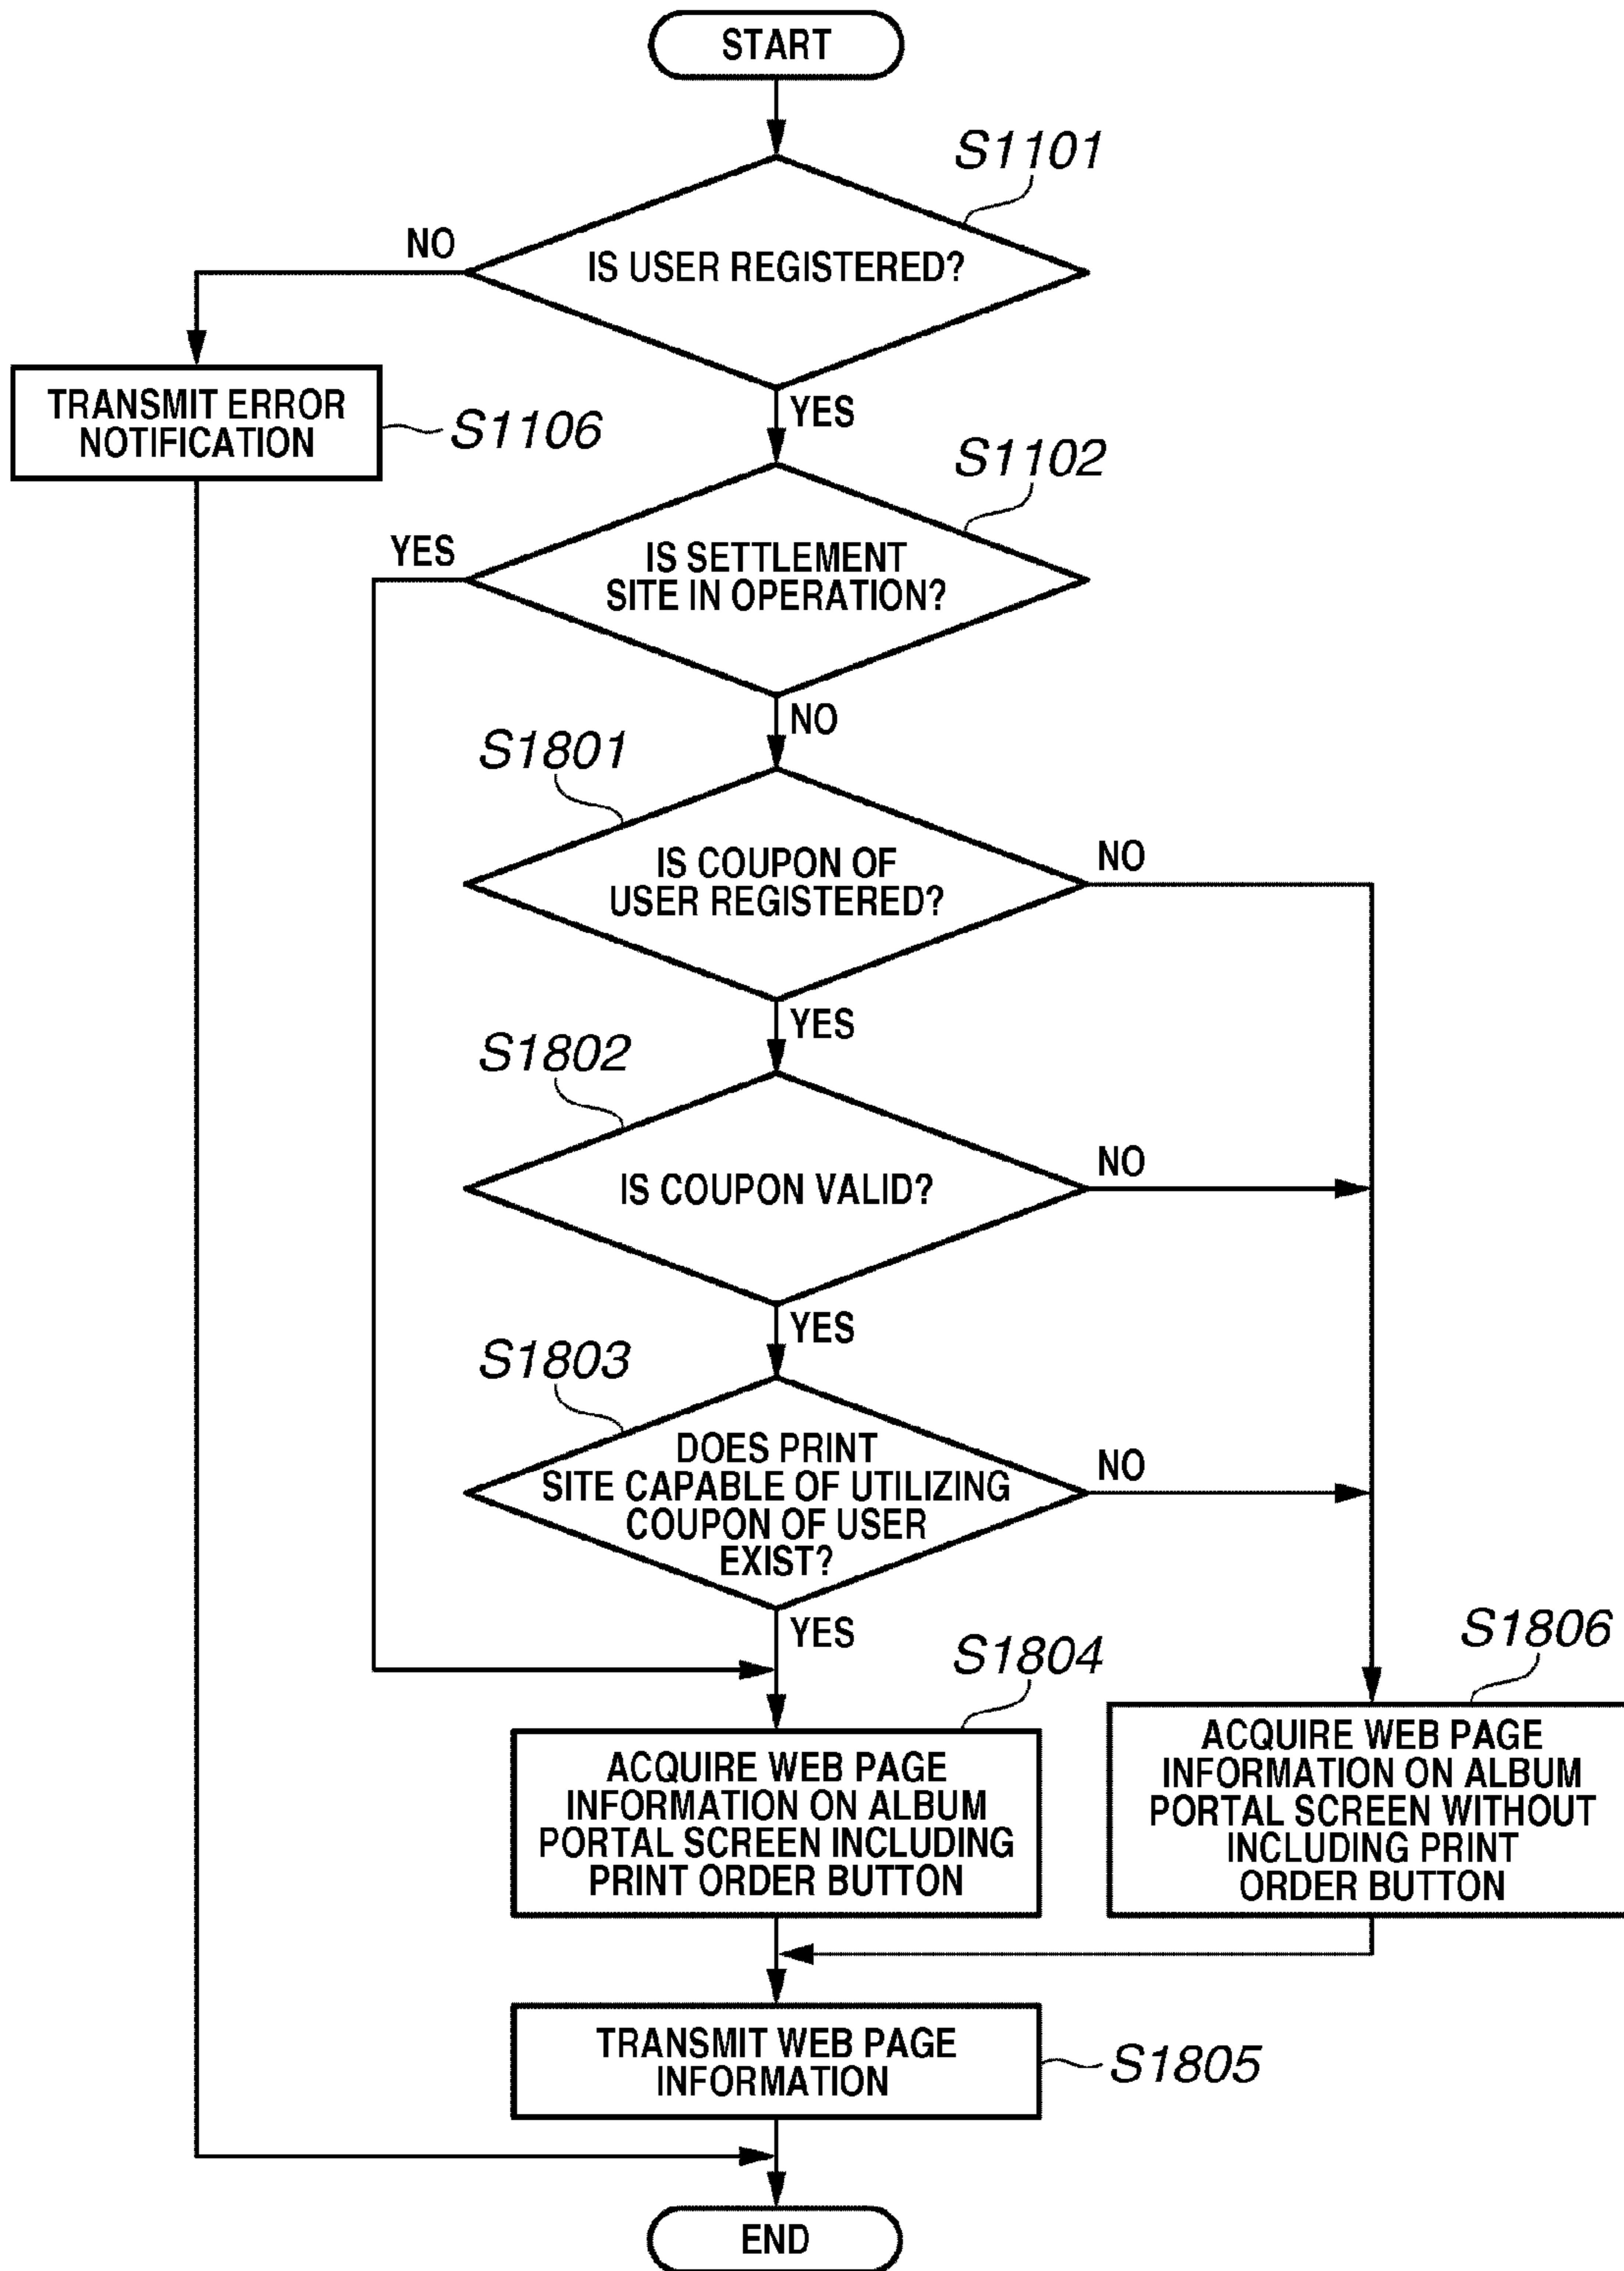 START
S1101
NO
IS USER REGISTERED?
TRANSMIT ERROR
NOTIFICATION
S1106
YES
S1102
YES
IS SETTLEMENT
SITE IN OPERATION?
NO
S1801
IS COUPON OF
USER REGISTERED?
NO
YES
S1802
IS COUPON VALID?
NO
YES
S1803
DOES PRINT
SITE CAPABLE OF UTILIZING
COUPON OF USER
EXIST?
NO
YES
S1804
S1806
ACQUIRE WEB PAGE
INFORMATION ON ALBUM
PORTAL SCREEN INCLUDING
PRINT ORDER BUTTON
ACQUIRE WEB PAGE
INFORMATION ON ALBUM
PORTAL SCREEN WITHOUT
INCLUDING PRINT
ORDER BUTTON
TRANSMIT WEB PAGE
INFORMATION
S1805
END